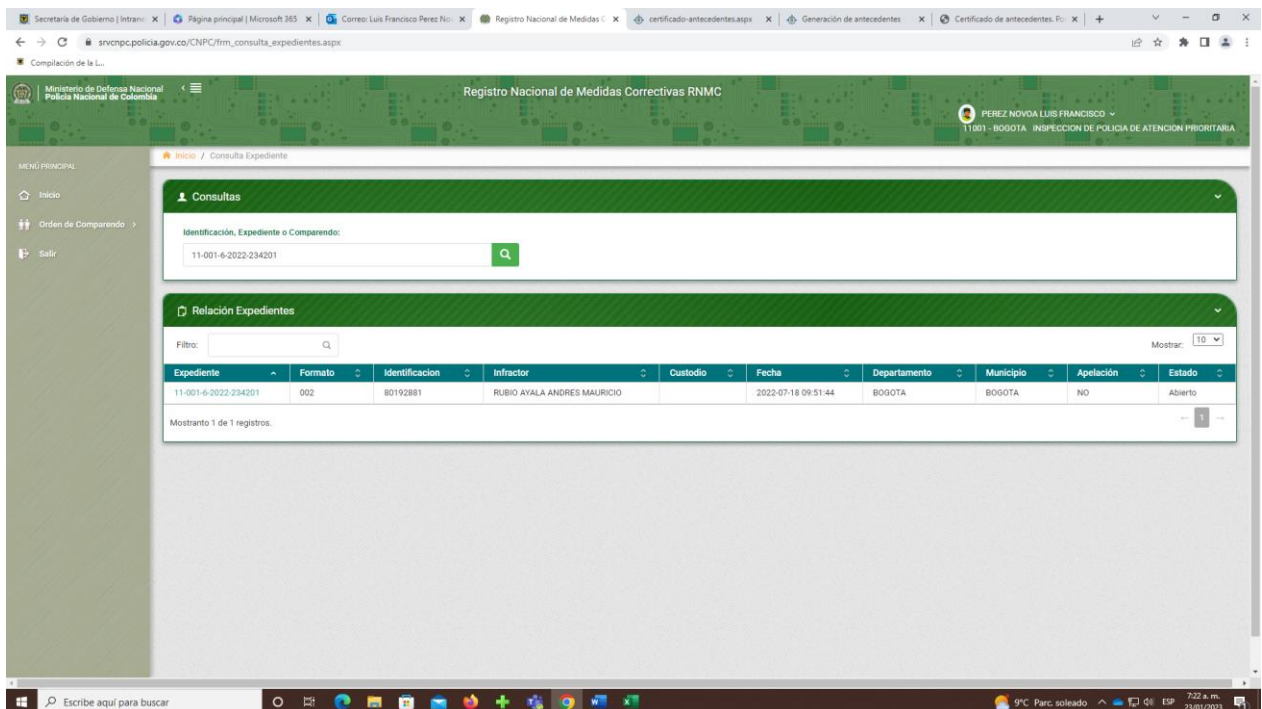 Secretaría de Gobierno | Intrane
Página principal | Microsoft 365
Correo: Luis Francisco Perez No
Registro Nacional de Medidas C
certificado-antecedentes.aspx
Generación de antecedentes
Certificado de antecedentes. Po
srvcnpc.policia.gov.co/CNPC/frm_consulta_expedientes.aspx
Compilación de la L...
Ministerio de Defensa Nacional
Policía Nacional de Colombia
Registro Nacional de Medidas Correctivas RNMC
PEREZ NOVOA LUIS FRANCISCO
11001 - BOGOTA INSPECCION DE POLICIA DE ATENCION PRIORITARIA
MENÚ PRINCIPAL
Inicio / Consulta Expediente
Inicio
Orden de Comparendo
Salir
Consultas
Identificación, Expediente o Comparendo:
11-001-6-2022-234201
Relación Expedientes
Filtro:
Mostrar: 10
Expediente Formato Identificacion Infractor Custodio Fecha Departamento Municipio Apelación Estado
11-001-6-2022-234201 002 80192881 RUBIO AYALA ANDRES MAURICIO 2022-07-18 09:51:44 BOGOTA BOGOTA NO Abierto
Mostranto 1 de 1 registros.
1
Escribe aquí para buscar
9°C Parc. soleado
ESP
7:22 a. m.
23/01/2023